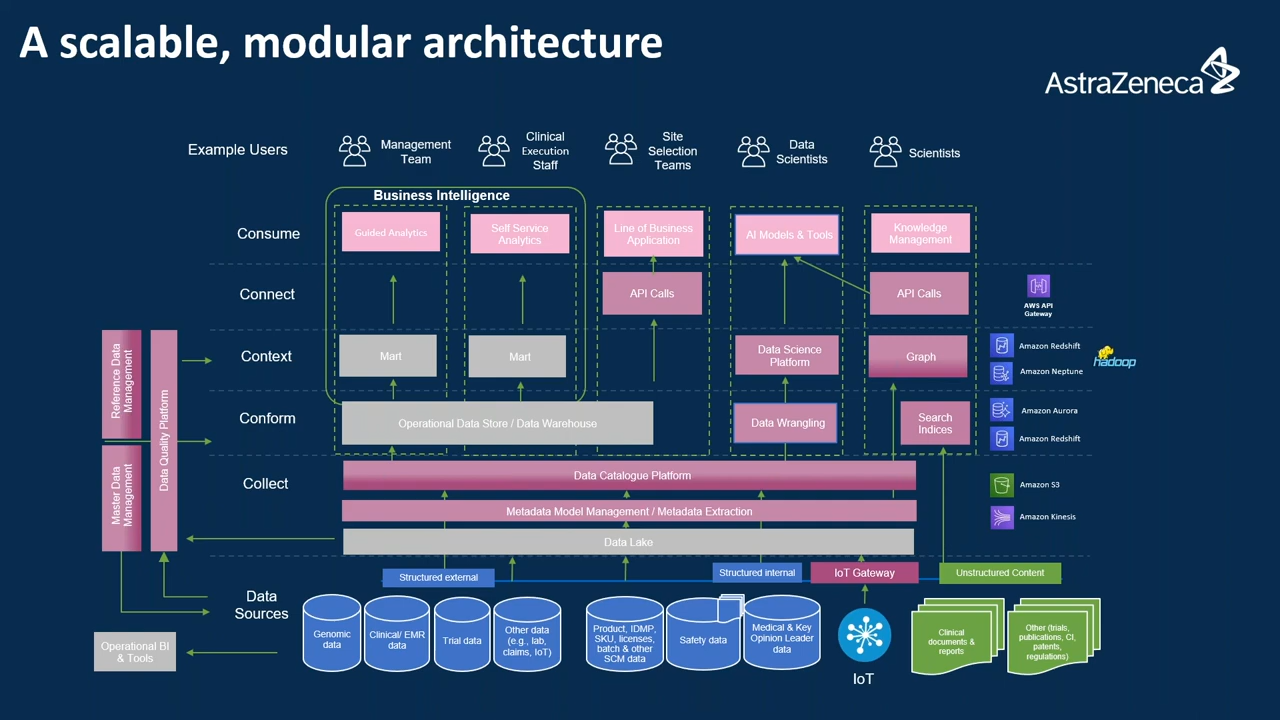 A scalable, modular architecture
AstraZeneca
Example Users
Management
Team
Clinical
Execution
Staff
Site
Selection
Teams
Data
Scientists
Scientists
Business Intelligence
Consume
Guided Analytics
Self Service
Analytics
Line of Business
Application
AI Models & Tools
Knowledge
Management
Connect
API Calls
API Calls
AWS API
Gateway
Reference Data
Management
Master Data
Management
Data Quality Platform
Context
Mart
Mart
Data Science
Platform
Graph
Amazon Redshift
Amazon Neptune
hadoop
Conform
Operational Data Store / Data Warehouse
Data Wrangling
Search
Indices
Amazon Aurora
Amazon Redshift
Collect
Data Catalogue Platform
Metadata Model Management / Metadata Extraction
Data Lake
Amazon S3
Amazon Kinesis
Structured external
Structured internal
IoT Gateway
Unstructured Content
Data
Sources
Genomic
data
Clinical/ EMR
data
Trial data
Other data
(e.g., lab,
claims, IoT)
Product, IDMP,
SKU, licenses,
batch & other
SCM data
Safety data
Medical & Key
Opinion Leader
data
IoT
Clinical
documents &
reports
Other (trials,
publications, CI,
patents,
regulations)
Operational BI
& Tools